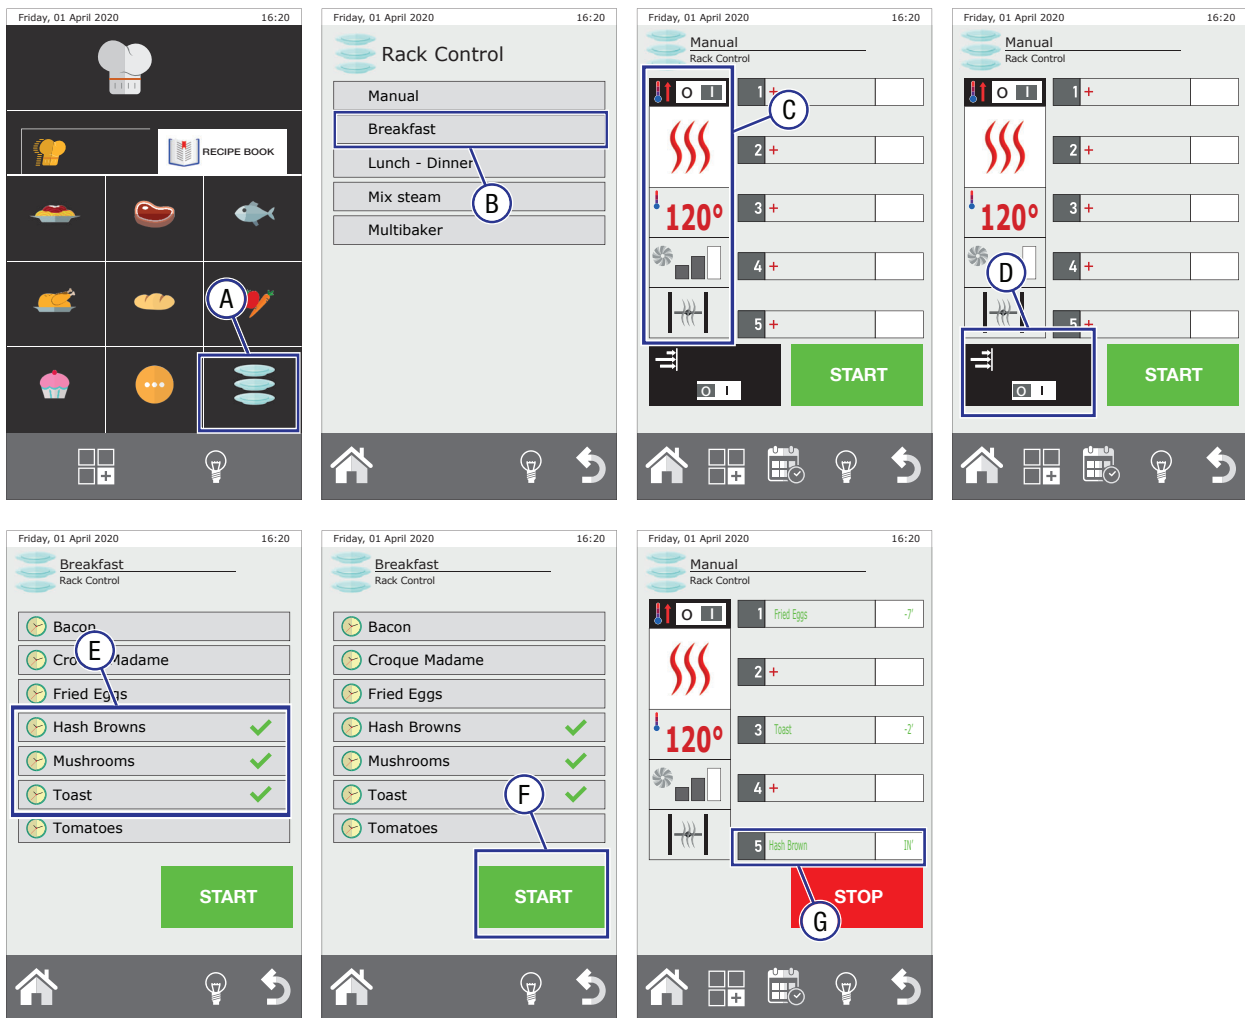 Friday, 01 April 2020 16:20
RECIPE BOOK
A
Friday, 01 April 2020 16:20
Rack Control
Manual
Breakfast
Lunch - Dinner
Mix steam
Multibaker
B
Friday, 01 April 2020 16:20
Manual
Rack Control
O I
1 +
2 +
120° 3 +
4 +
5 +
C
O I
START
Friday, 01 April 2020 16:20
Manual
Rack Control
O I
1 +
2 +
120° 3 +
4 +
5 +
D
O I
START
Friday, 01 April 2020 16:20
Breakfast
Rack Control
Bacon
Croque Madame
Fried Eggs
Hash Browns
Mushrooms
Toast
Tomatoes
E
START
Friday, 01 April 2020 16:20
Breakfast
Rack Control
Bacon
Croque Madame
Fried Eggs
Hash Browns
Mushrooms
Toast
Tomatoes
F
START
Friday, 01 April 2020 16:20
Manual
Rack Control
O I
1 Fried Eggs -7'
2 +
120° 3 Toast -2'
4 +
5 Hash Brown IN'
STOP
G